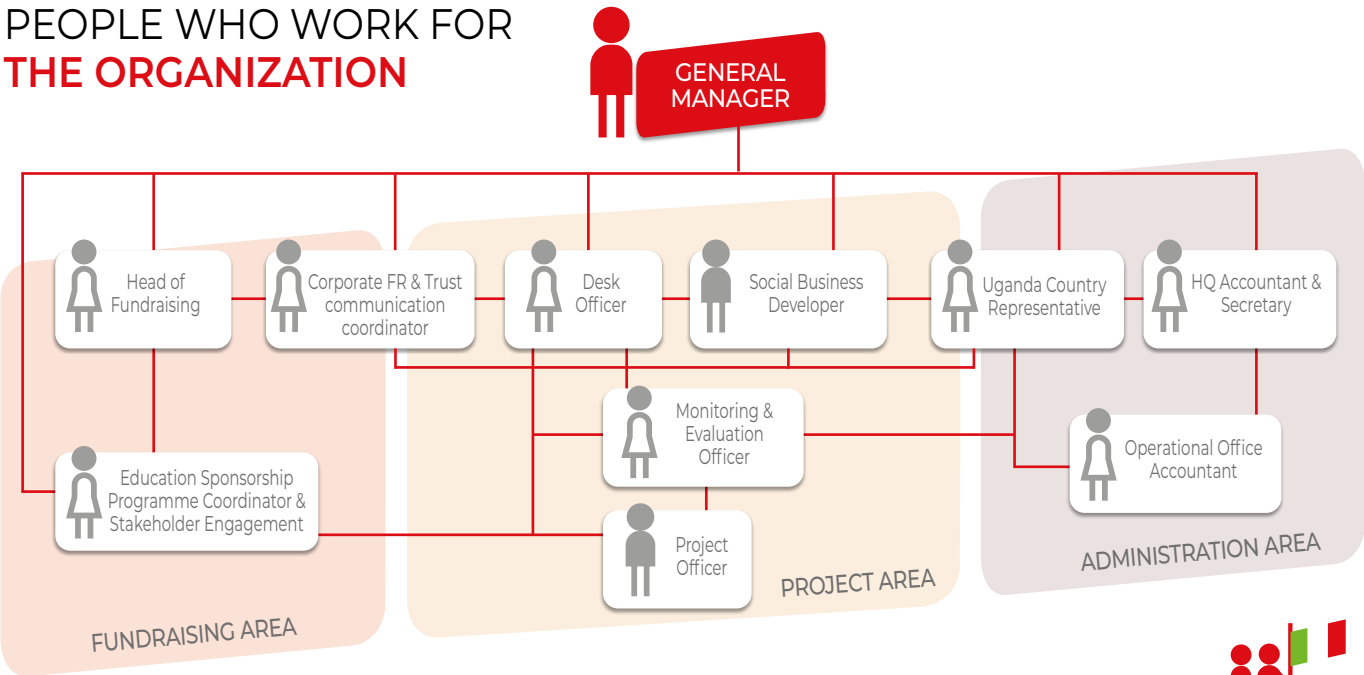 PEOPLE WHO WORK FOR
THE ORGANIZATION
GENERAL
MANAGER
Head of
Fundraising
Corporate FR & Trust
communication
coordinator
Desk
Officer
Social Business
Developer
Uganda Country
Representative
HQ Accountant &
Secretary
Monitoring &
Evaluation
Officer
Operational Office
Accountant
Education Sponsorship
Programme Coordinator &
Stakeholder Engagement
Project
Officer
FUNDRAISING AREA
PROJECT AREA
ADMINISTRATION AREA